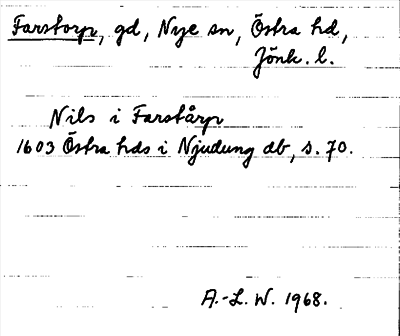 Farstorp, gd, Nye sn, Östra hd,
Jönk. l.
Nils i Farstårp
1603 Östra hds i Njudung db, s. 70.
A.-L. W. 1968.